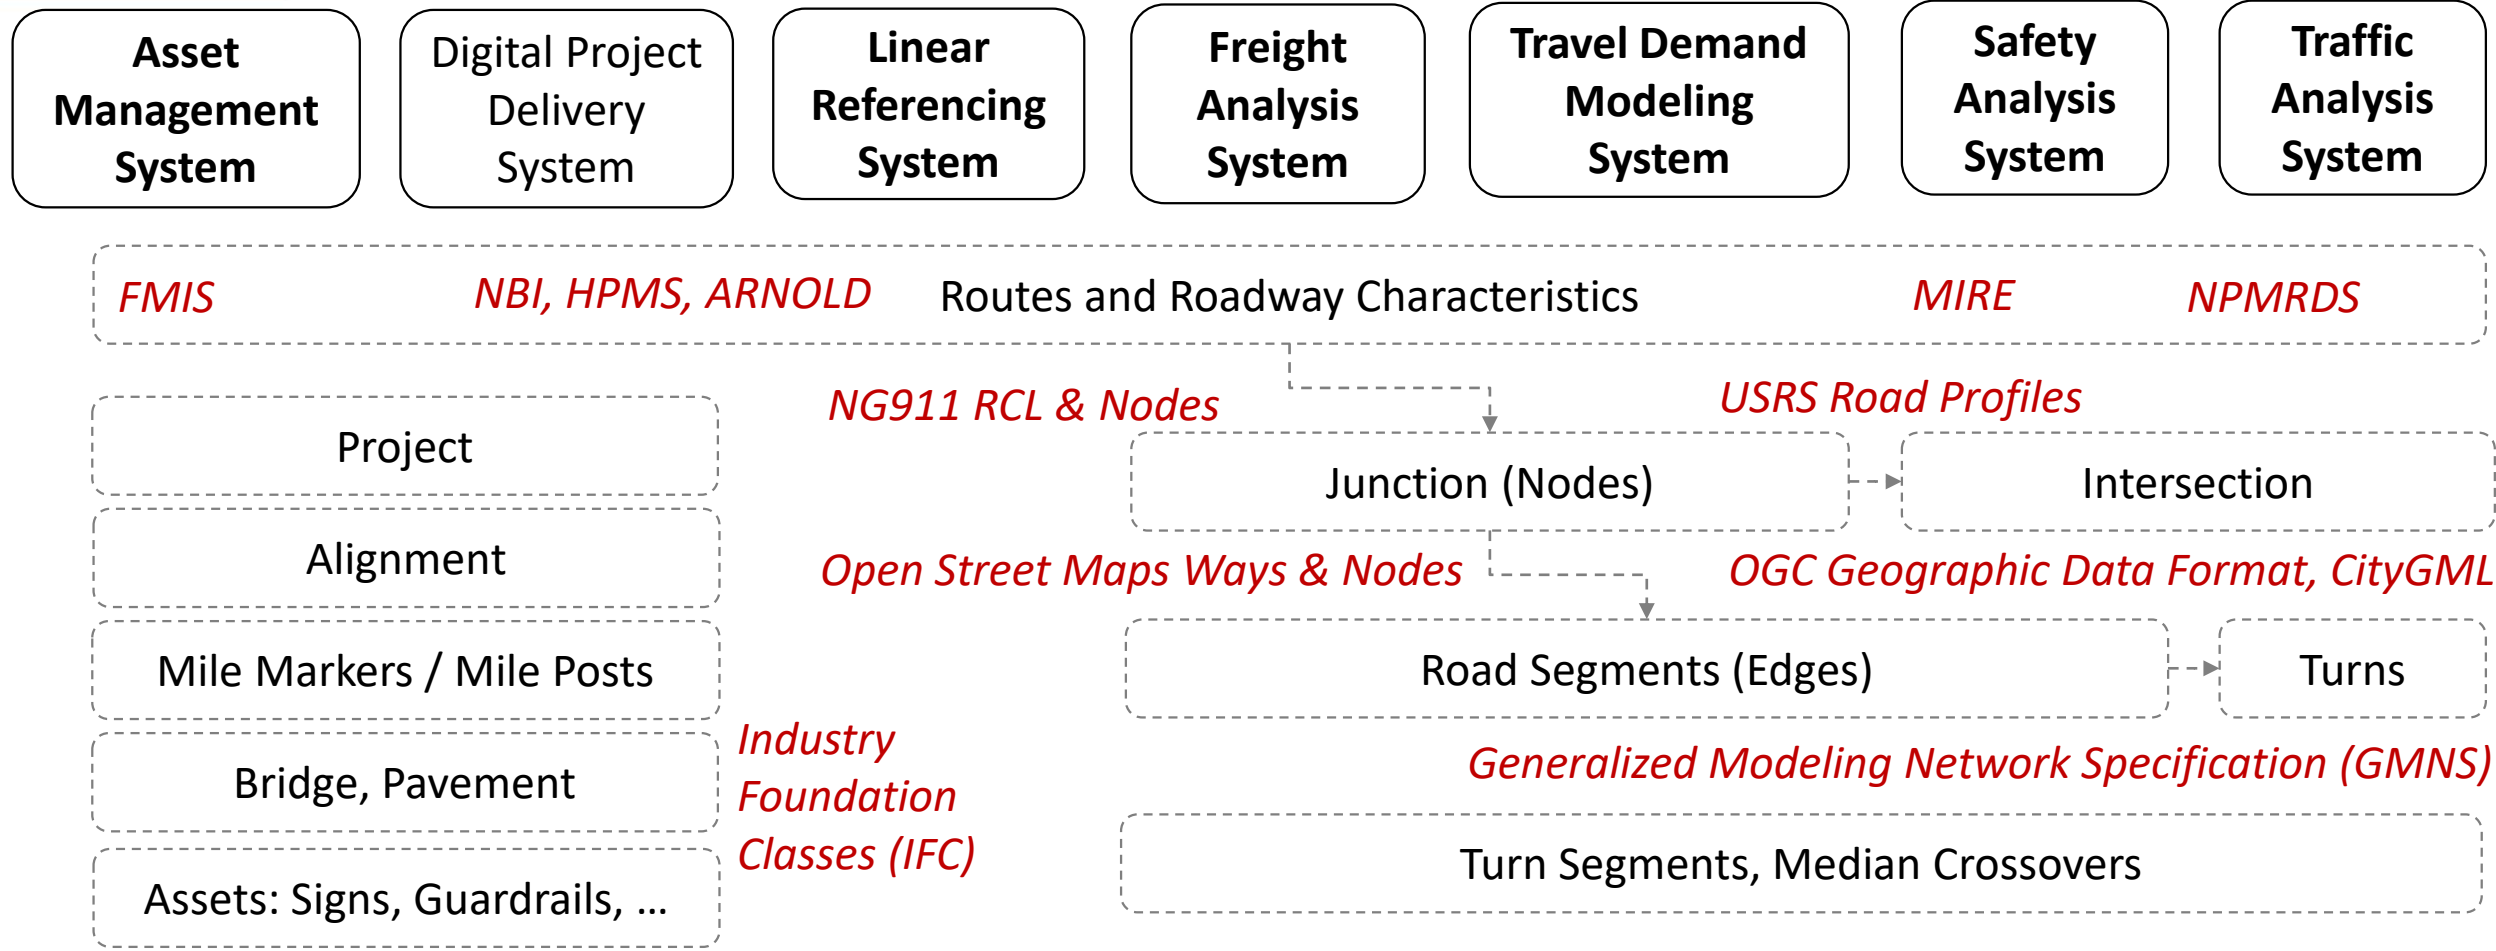 Asset
Management
System
Digital Project
Delivery
System
Linear
Referencing
System
Freight
Analysis
System
Travel Demand
Modeling
System
Safety
Analysis
System
Traffic
Analysis
System
FMIS
NBI, HPMS, ARNOLD
Routes and Roadway Characteristics
MIRE
NPMRDS
NG911 RCL & Nodes
USRS Road Profiles
Project
Junction (Nodes)
Intersection
Alignment
Open Street Maps Ways & Nodes
OGC Geographic Data Format, CityGML
Mile Markers / Mile Posts
Road Segments (Edges)
Turns
Bridge, Pavement
Industry
Foundation
Classes (IFC)
Generalized Modeling Network Specification (GMNS)
Assets: Signs, Guardrails, ...
Turn Segments, Median Crossovers